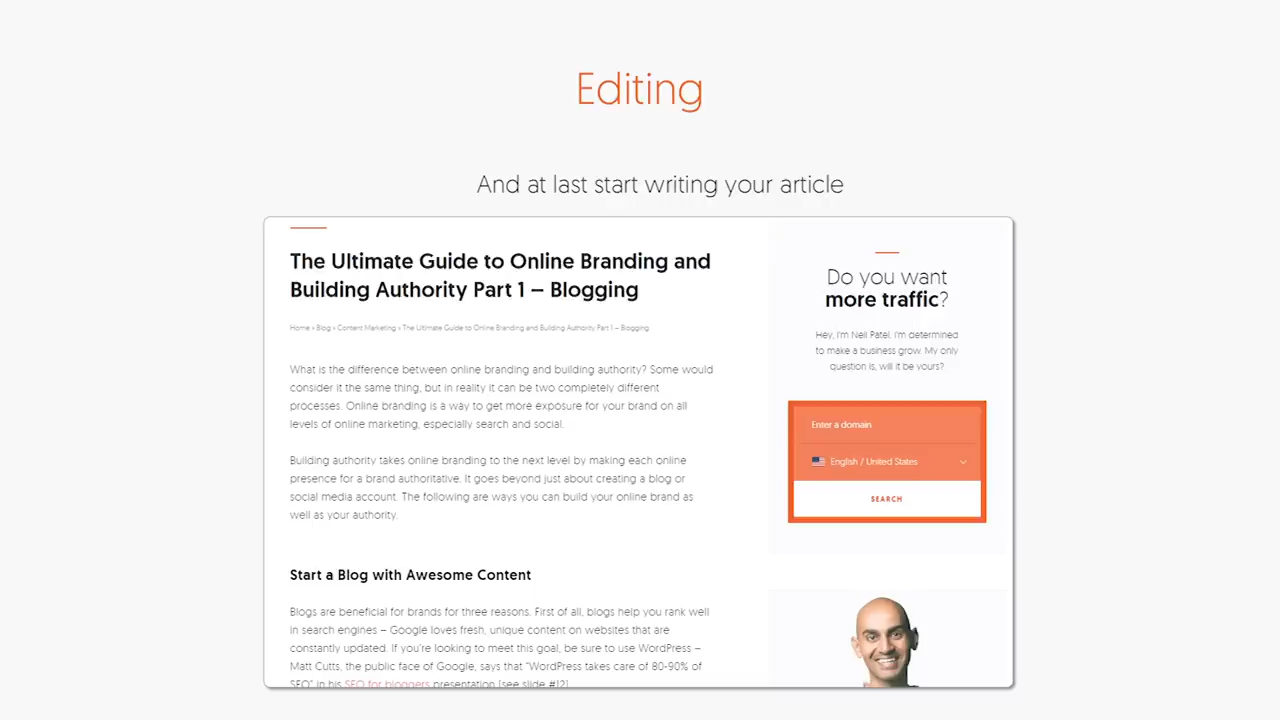 Editing
And at last start writing your article
The Ultimate Guide to Online Branding and
Building Authority Part 1 – Blogging
Home » Blog » Content Marketing » The Ultimate Guide to Online Branding and Building Authority Part 1 – Blogging
What is the difference between online branding and building authority? Some would
consider it the same thing, but in reality it can be two completely different
processes. Online branding is a way to get more exposure for your brand on all
levels of online marketing, especially search and social.
Building authority takes online branding to the next level by making each online
presence for a brand authoritative. It goes beyond just about creating a blog or
social media account. The following are ways you can build your online brand as
well as your authority.
Start a Blog with Awesome Content
Blogs are beneficial for brands for three reasons. First of all, blogs help you rank well
in search engines – Google loves fresh, unique content on websites that are
constantly updated. If you're looking to meet this goal, be sure to use WordPress –
Matt Cutts, the public face of Google, says that "WordPress takes care of 80-90% of
SEO" in his SEO for bloggers presentation (see slide #12)
Do you want
more traffic?
Hey, I'm Neil Patel. I'm determined
to make a business grow. My only
question is, will it be yours?
Enter a domain
English / United States
SEARCH